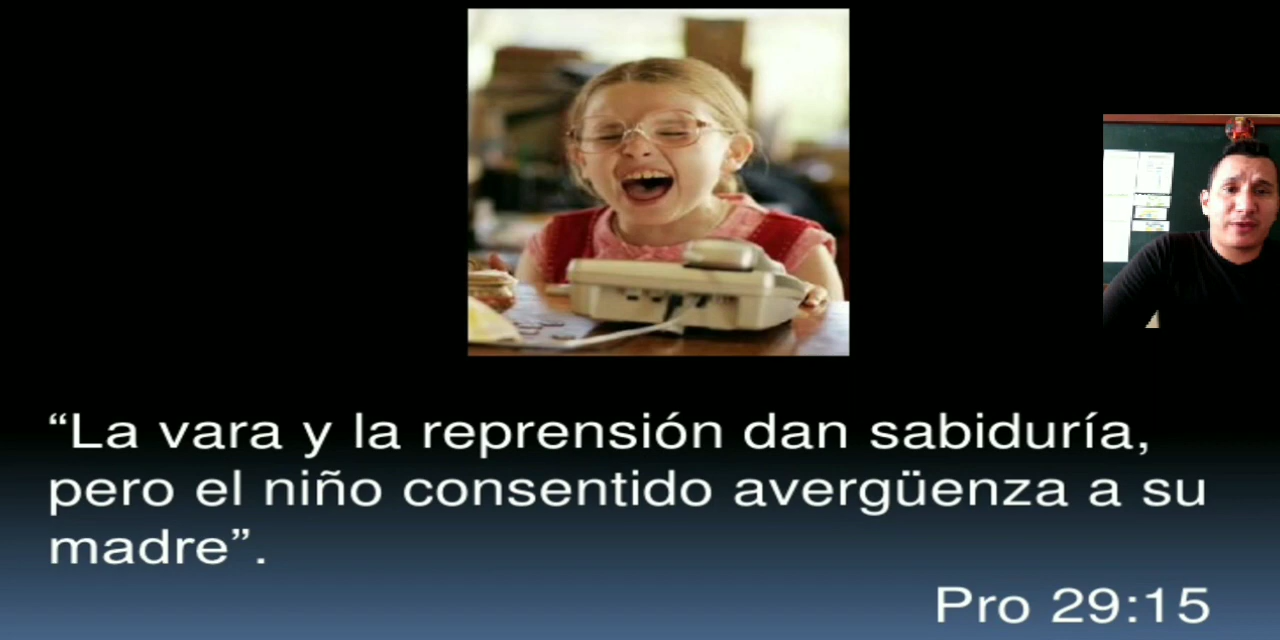 “La vara y la reprensión dan sabiduría,
pero el niño consentido avergüenza a su
madre”.
Pro 29:15